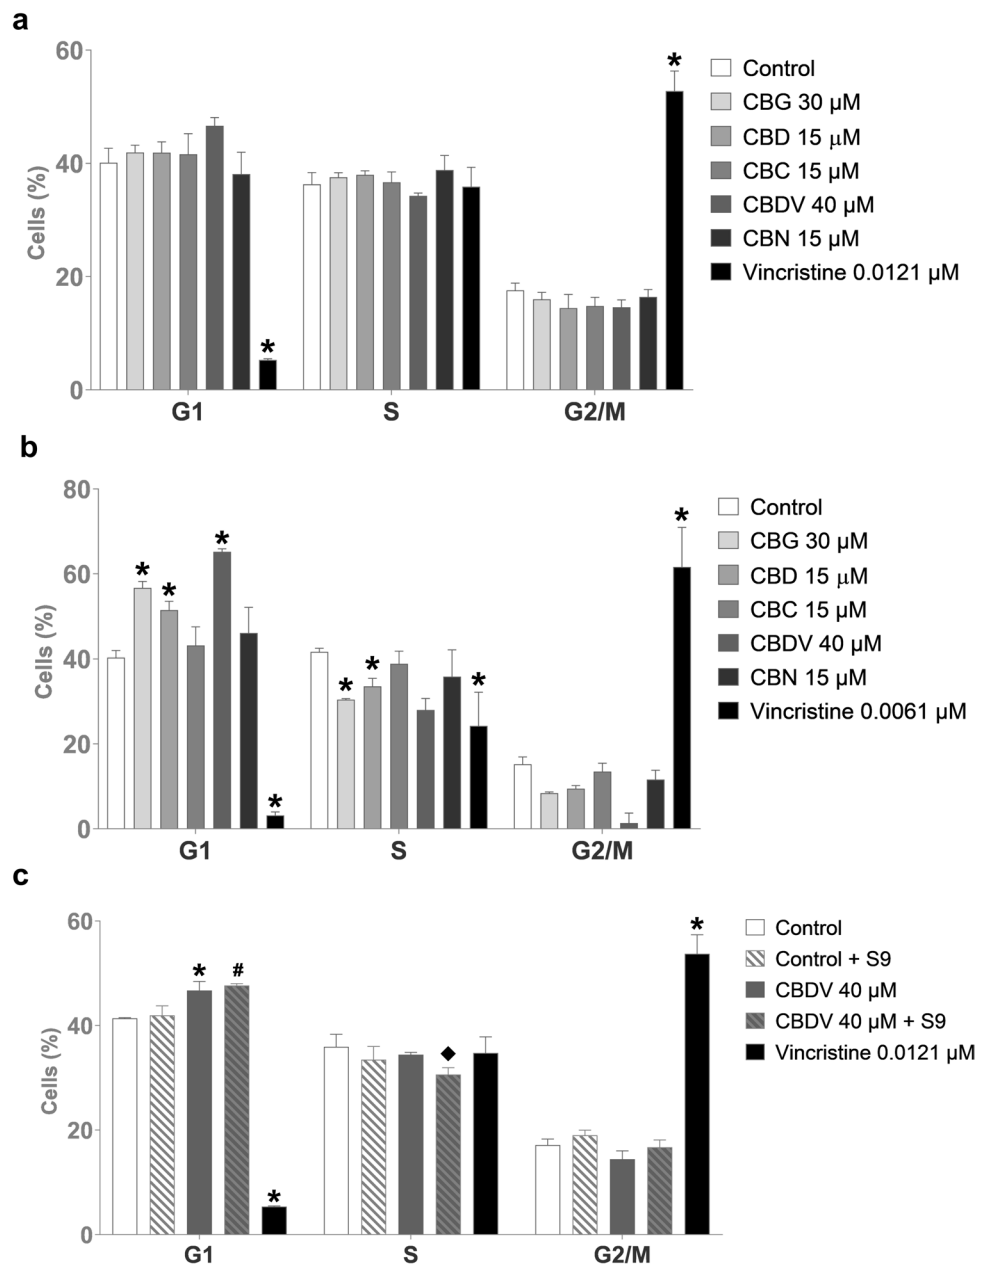 a
60
40
20
0
Cells (%)
*
*
G1
S
G2/M
Control
CBG 30 µM
CBD 15 μM
CBC 15 µM
CBDV 40 µM
CBN 15 µM
Vincristine 0.0121 µM
b
80
60
40
20
0
Cells (%)
*
*
*
*
*
*
*
*
G1
S
G2/M
Control
CBG 30 µM
CBD 15 μM
CBC 15 µM
CBDV 40 µM
CBN 15 µM
Vincristine 0.0061 µM
c
60
40
20
0
Cells (%)
*
#
*
◆
*
G1
S
G2/M
Control
Control + S9
CBDV 40 µM
CBDV 40 µM + S9
Vincristine 0.0121 µM